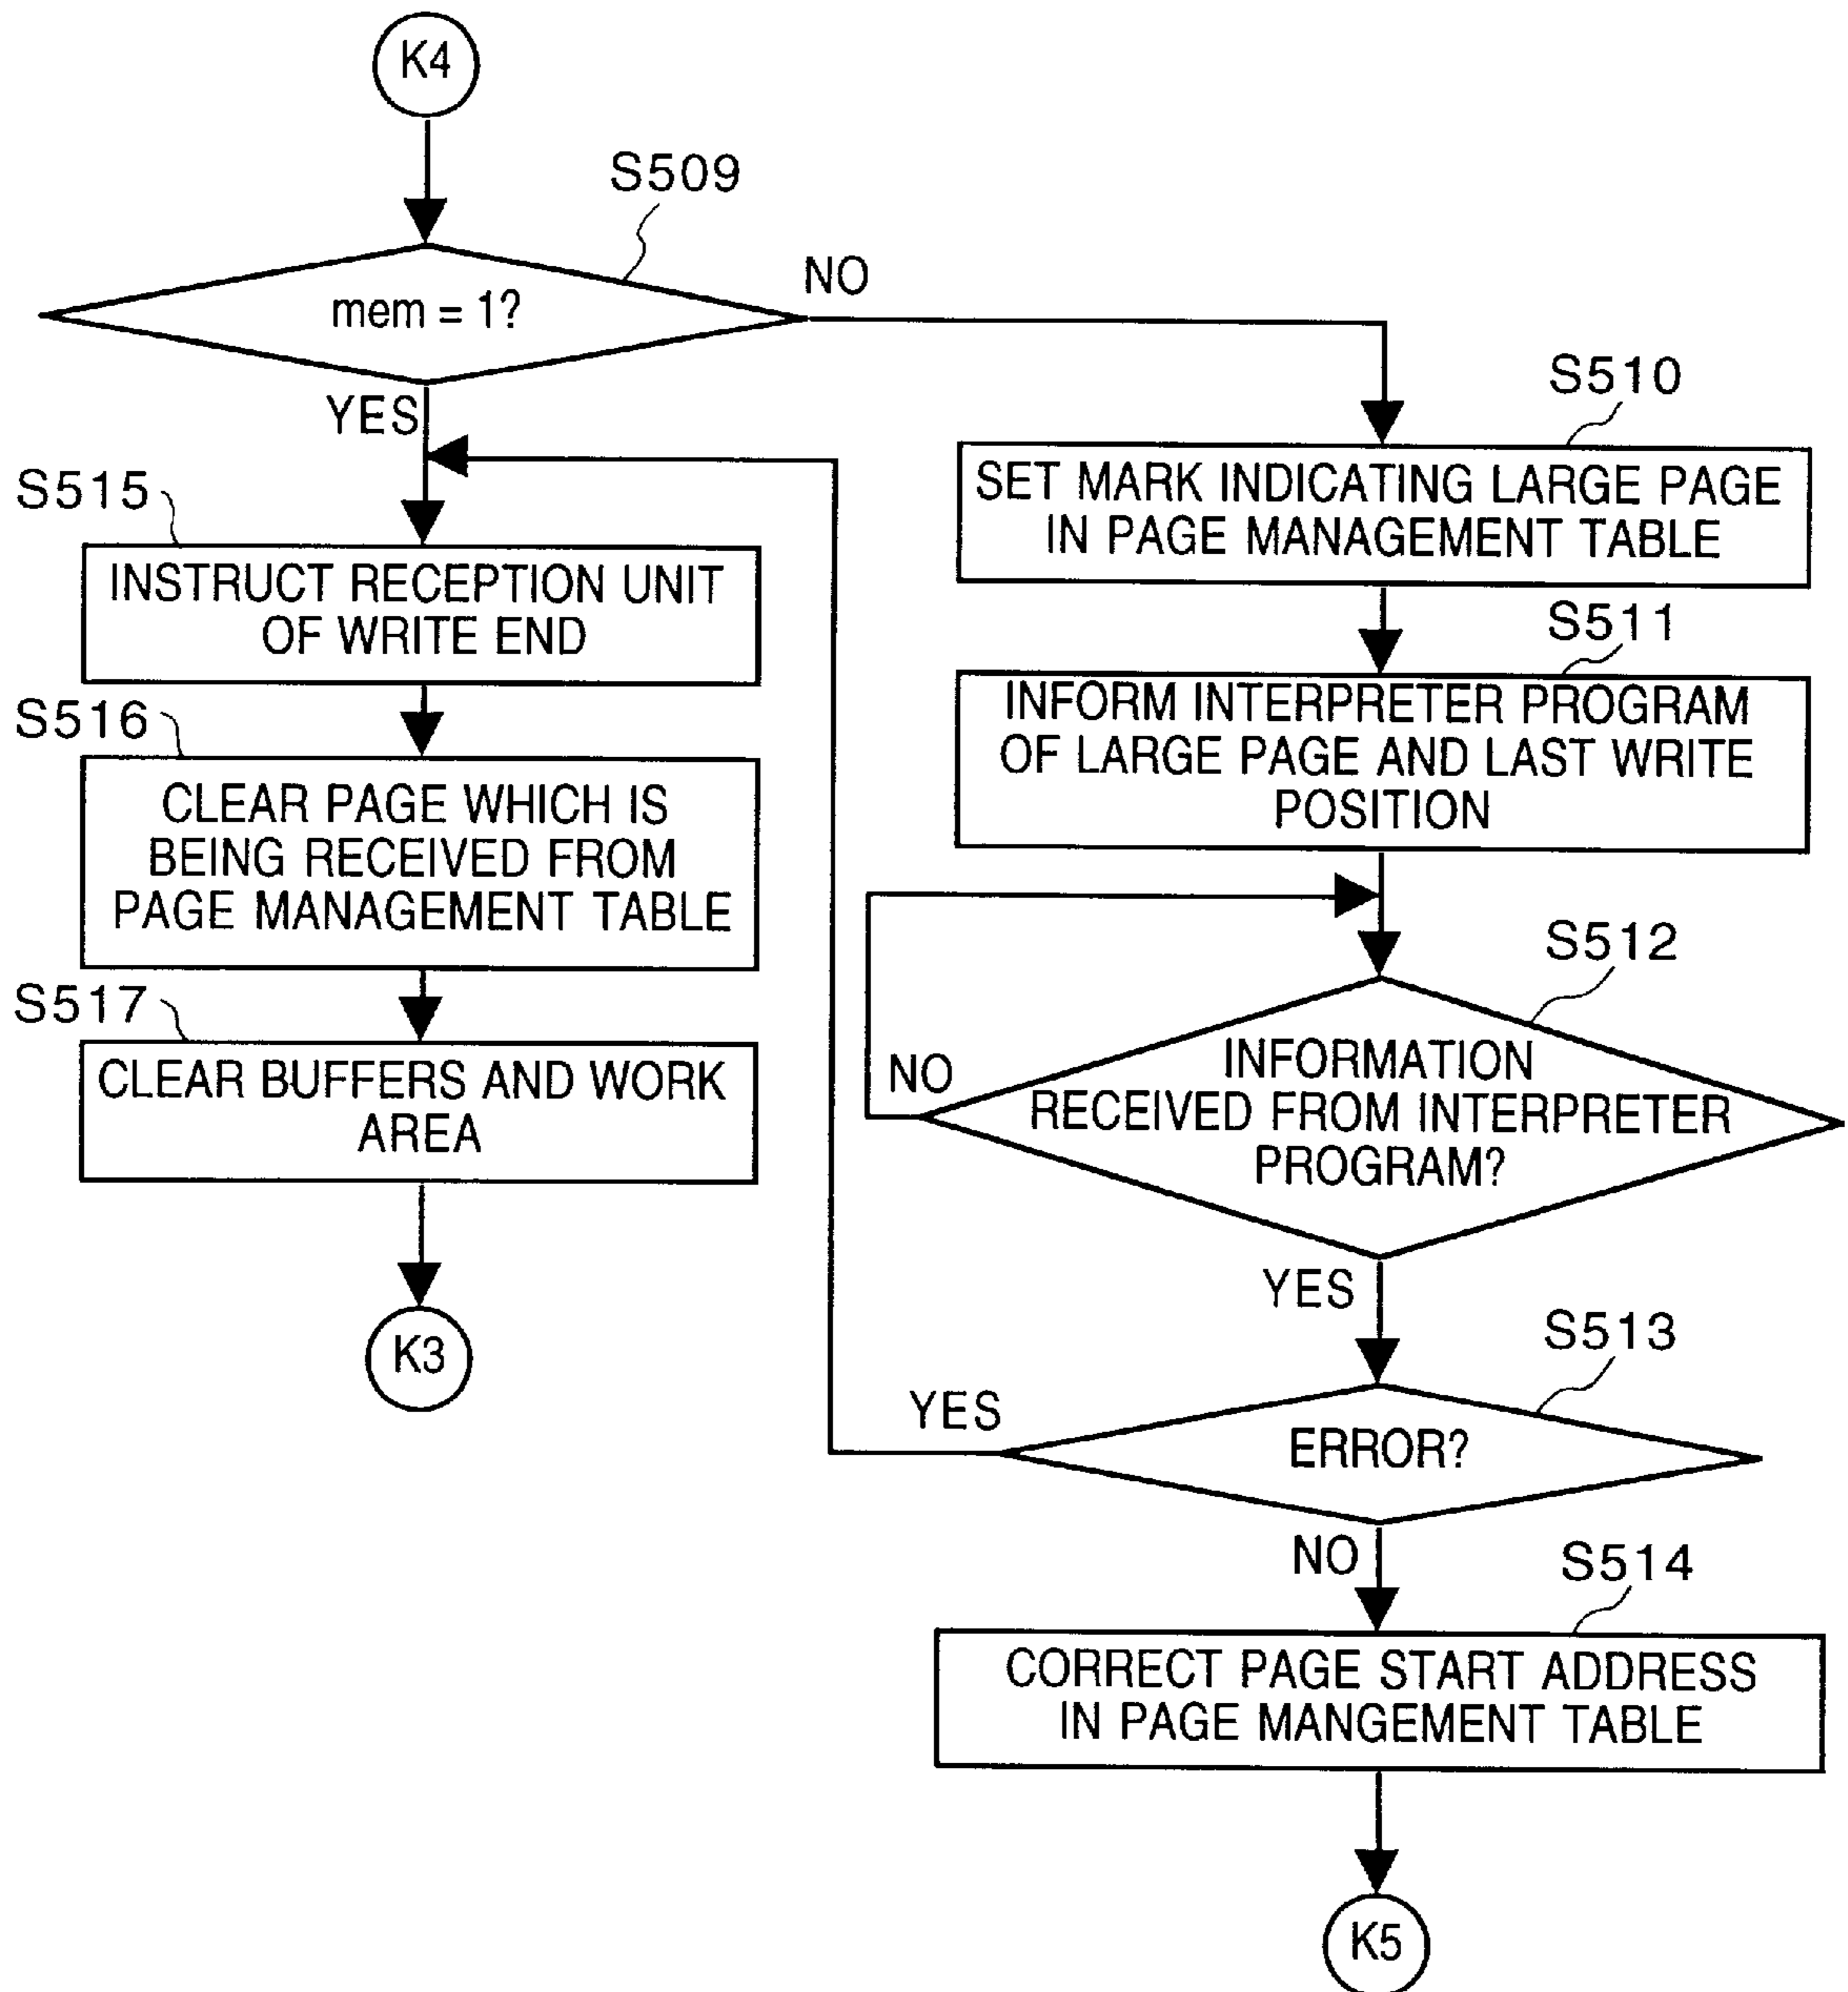 K4
S509
mem = 1?
NO
YES
S510
SET MARK INDICATING LARGE PAGE
IN PAGE MANAGEMENT TABLE
S515
INSTRUCT RECEPTION UNIT
OF WRITE END
S511
INFORM INTERPRETER PROGRAM
OF LARGE PAGE AND LAST WRITE
POSITION
S516
CLEAR PAGE WHICH IS
BEING RECEIVED FROM
PAGE MANAGEMENT TABLE
S512
INFORMATION
RECEIVED FROM INTERPRETER
PROGRAM?
NO
YES
S517
CLEAR BUFFERS AND WORK
AREA
K3
S513
ERROR?
YES
NO
S514
CORRECT PAGE START ADDRESS
IN PAGE MANGEMENT TABLE
K5